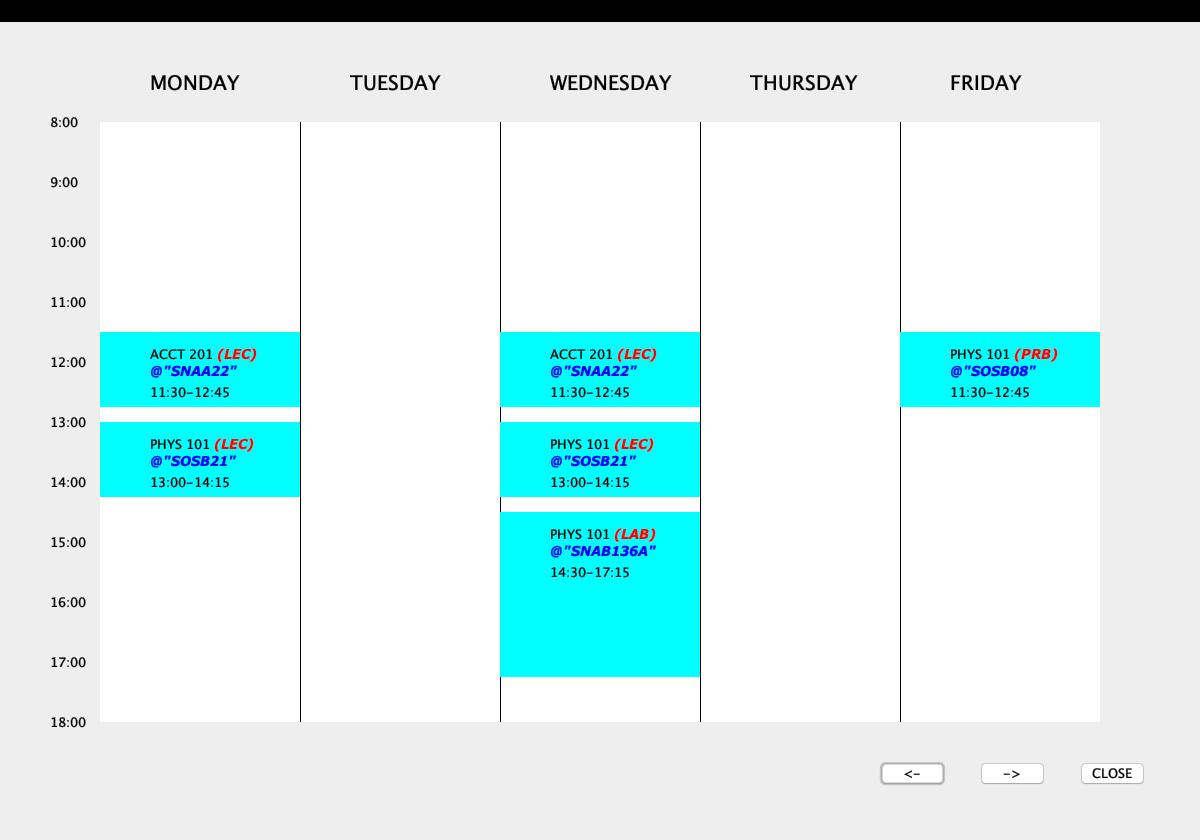 MONDAY TUESDAY WEDNESDAY THURSDAY FRIDAY
8:00
9:00
10:00
11:00
ACCT 201 (LEC) ACCT 201 (LEC) PHYS 101 (PRB)
12:00
@"SNAA22" @"SNAA22" @"SOSB08"
11:30-12:45 11:30-12:45 11:30-12:45
13:00
PHYS 101 (LEC) PHYS 101 (LEC)
@"SOSB21" @"SOSB21"
14:00 13:00-14:15 13:00-14:15
PHYS 101 (LAB)
15:00
@"SNAB136A"
14:30-17:15
16:00
17:00
18:00
<- -> CLOSE